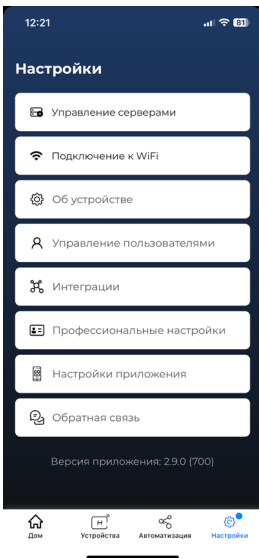 12:21
81
Настройки
Управление серверами
Подключение к WiFi
Об устройстве
Управление пользователями
Интеграции
Профессиональные настройки
Настройки приложения
Обратная связь
Версия приложения: 2.9.0 (700)
Дом
Устройства
Автоматизация
Настройки